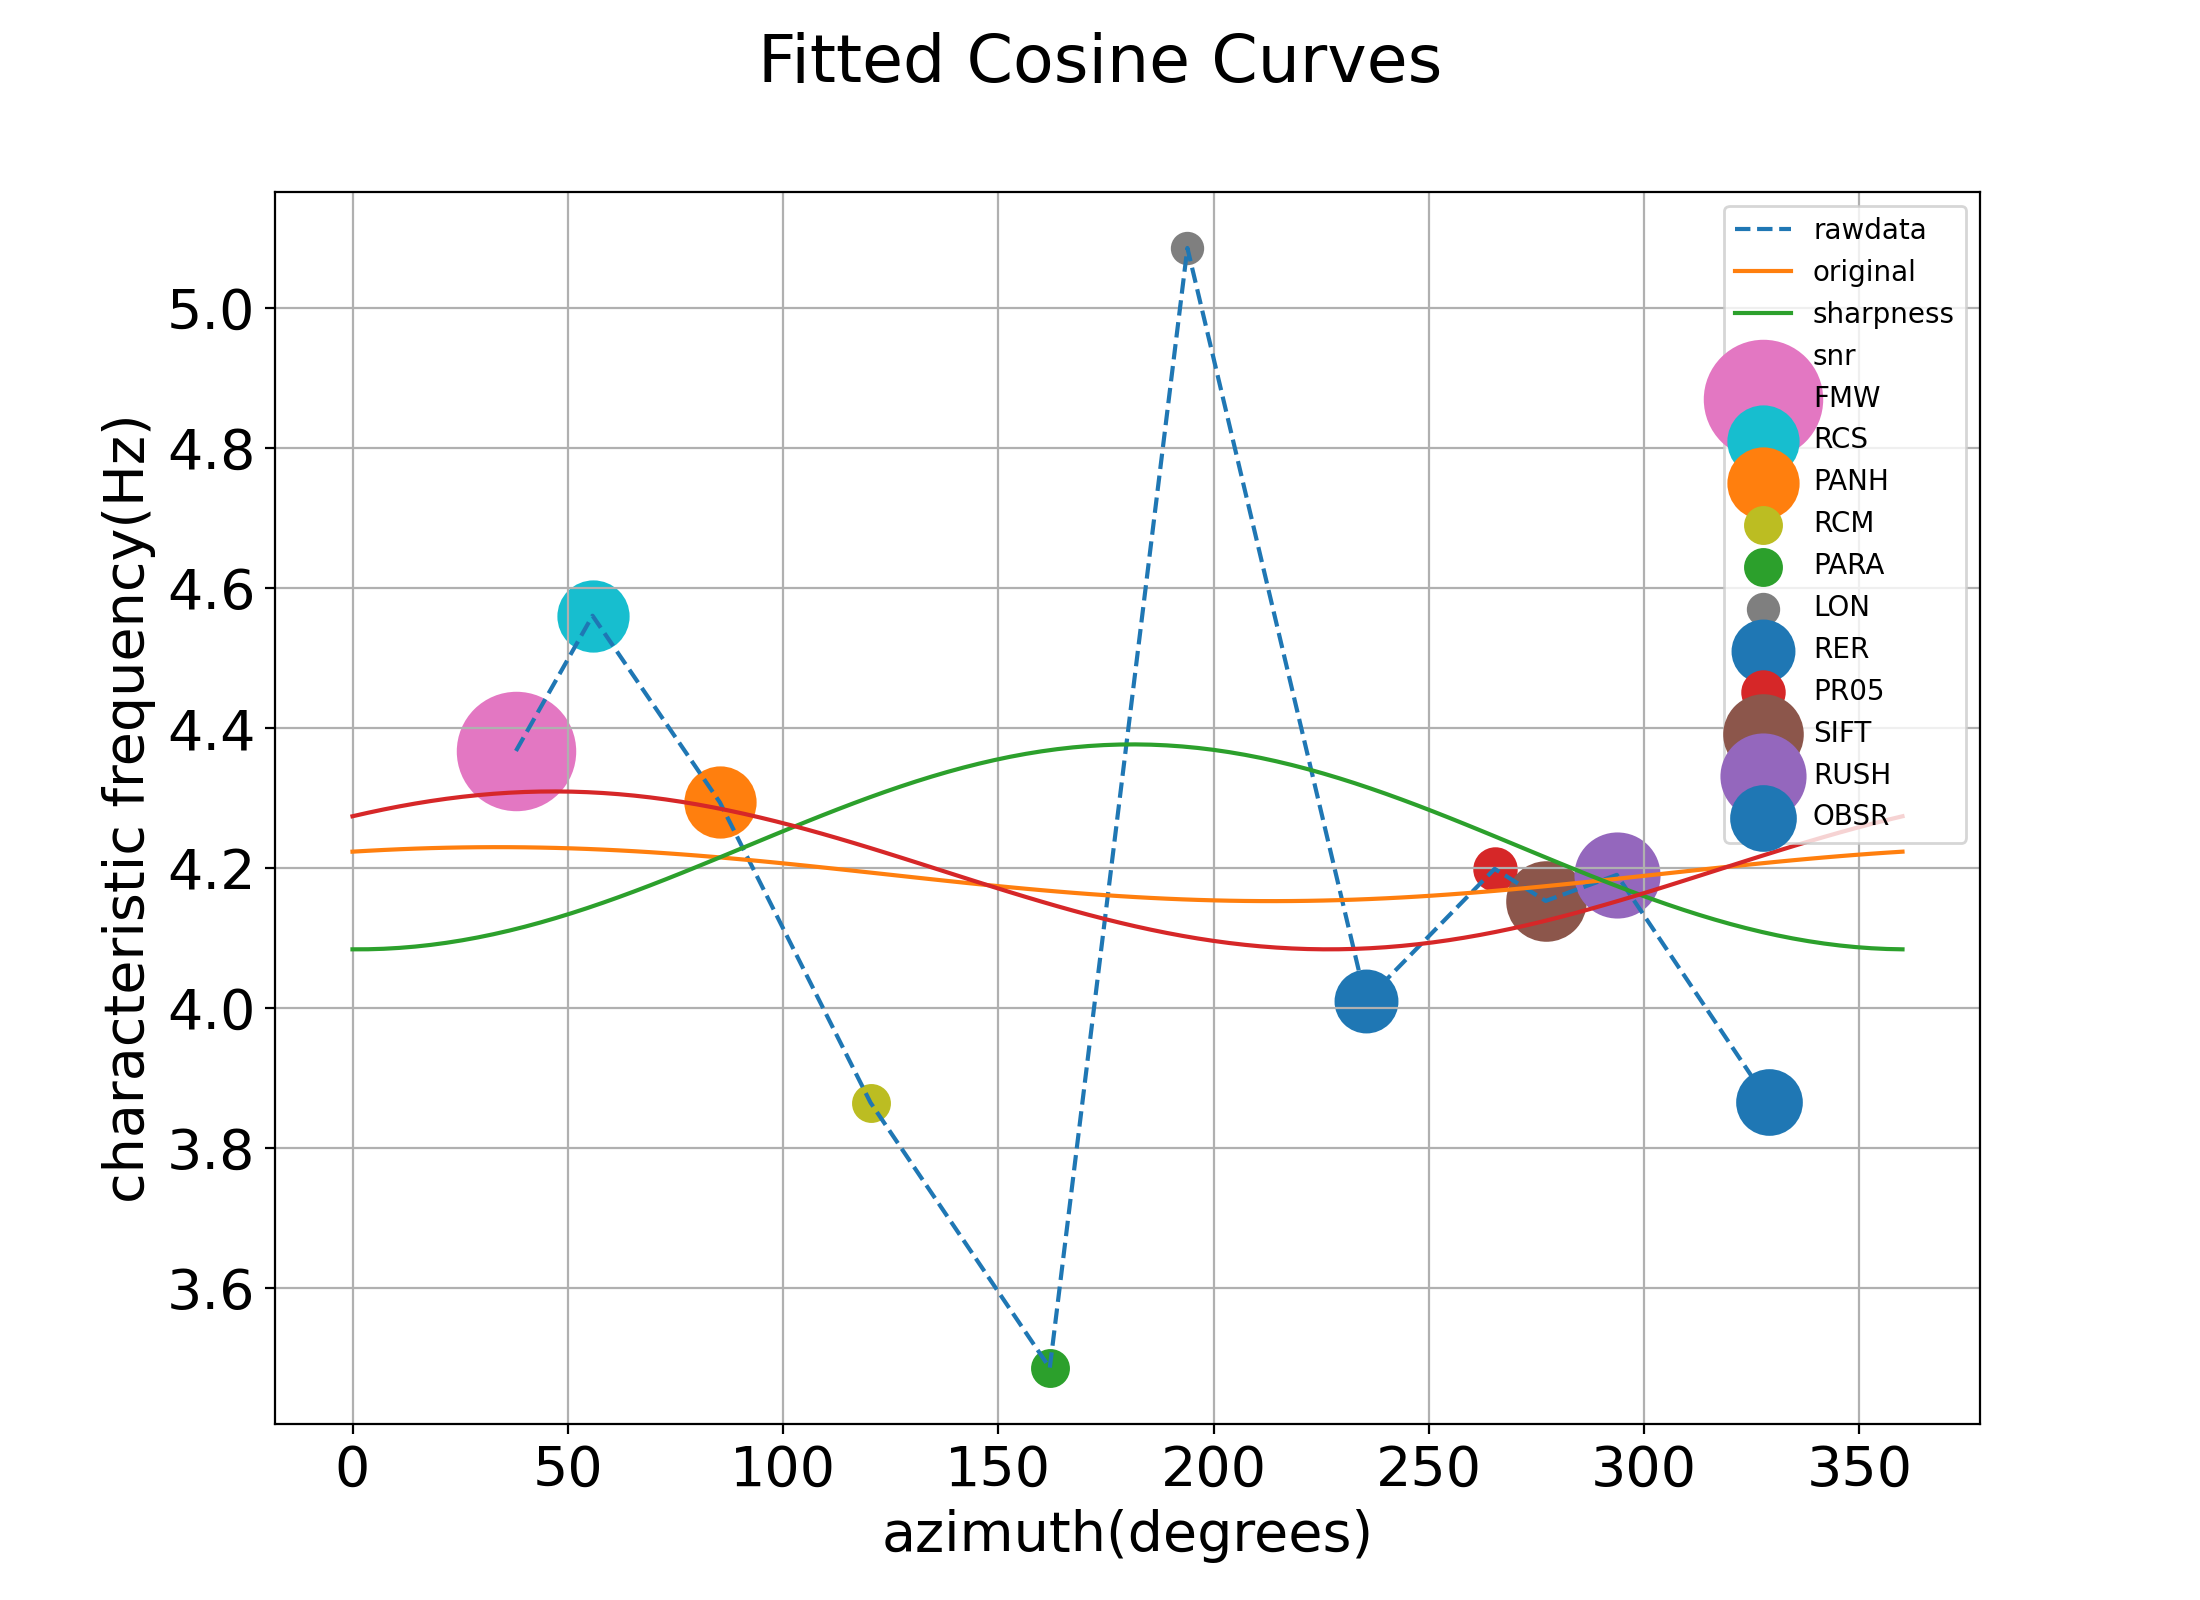 Fitted Cosine Curves
characteristic frequency(Hz)
5.0
4.8
4.6
4.4
4.2
4.0
3.8
3.6
rawdata
original
sharpness
snr
FMW
RCS
PANH
RCM
PARA
LON
RER
PR05
SIFT
RUSH
OBSR
0 50 100 150 200 250 300 350
azimuth(degrees)